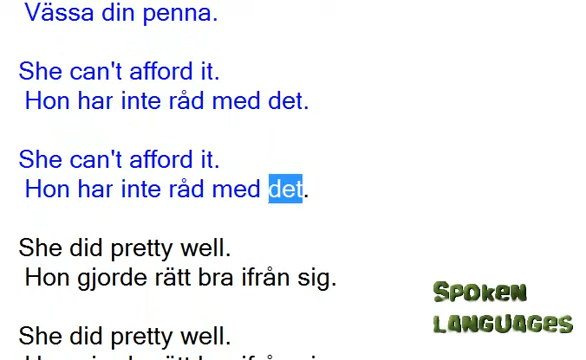 Vässa din penna.
She can't afford it.
Hon har inte råd med det.
She can't afford it.
Hon har inte råd med det.
She did pretty well.
Hon gjorde rätt bra ifrån sig.
Spoken
Languages
She did pretty well.